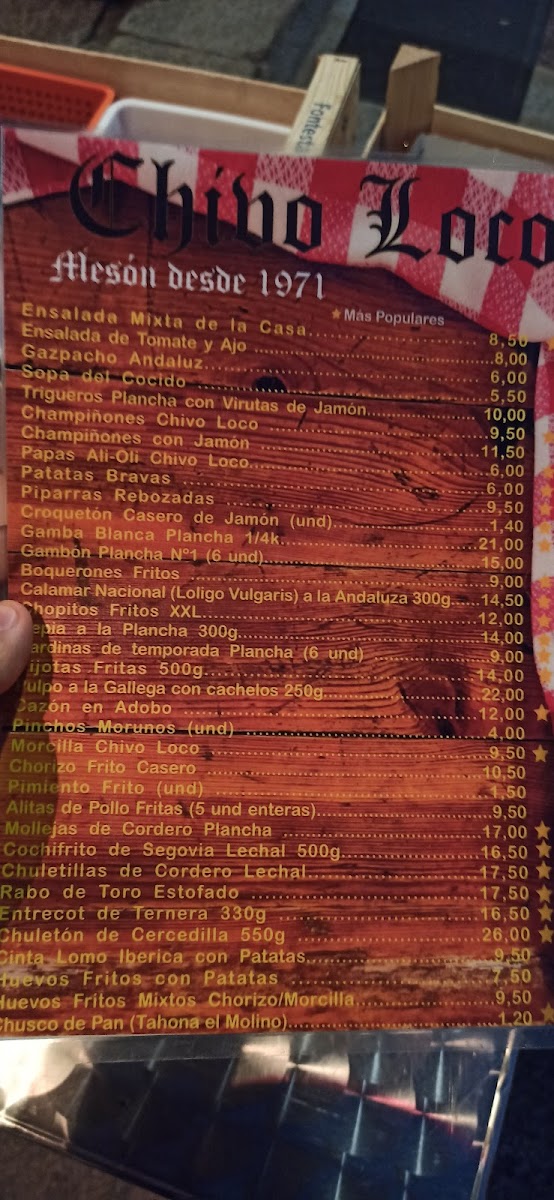 Fontest
Chivo Loco
Mesón desde 1971
Más Populares
Ensalada Mixta de la Casa 8,50
Ensalada de Tomate y Ajo 8,00
Gazpacho Andaluz 6,00
Sopa del Cocido 5,50
Trigueros Plancha con Virutas de Jamón 10,00
Champiñones Chivo Loco 9,50
Champiñones con Jamón 11,50
Papas Ali-Oli Chivo Loco 6,00
Patatas Bravas 6,00
Piparras Rebozadas 9,50
Croquetón Casero de Jamón (und) 1,40
Gamba Blanca Plancha 1/4k 21,00
Gambón Plancha Nº1 (6 und) 15,00
Boquerones Fritos 9,00
Calamar Nacional (Loligo Vulgaris) a la Andaluza 300g 14,50
Chopitos Fritos XXL 12,00
epia a la Plancha 300g 14,00
ardinas de temporada Plancha (6 und) 9,00
ijotas Fritas 500g 14,00
Pulpo a la Gallega con cachelos 250g 22,00
Cazón en Adobo 12,00
Pinchos Morunos (und) 4,00
Morcilla Chivo Loco 9,50
Chorizo Frito Casero 10,50
Pimiento Frito (und) 1,50
Alitas de Pollo Fritas (5 und enteras) 9,50
Mollejas de Cordero Plancha 17,00
Cochifrito de Segovia Lechal 500g 16,50
Chuletillas de Cordero Lechal 17,50
Rabo de Toro Estofado 17,50
Entrecot de Ternera 330g 16,50
Chuletón de Cercedilla 550g 26,00
Cinta Lomo Iberica con Patatas 9,50
Huevos Fritos con Patatas 7,50
Huevos Fritos Mixtos Chorizo/Morcilla 9,50
Chusco de Pan (Tahona el Molino) 1,20